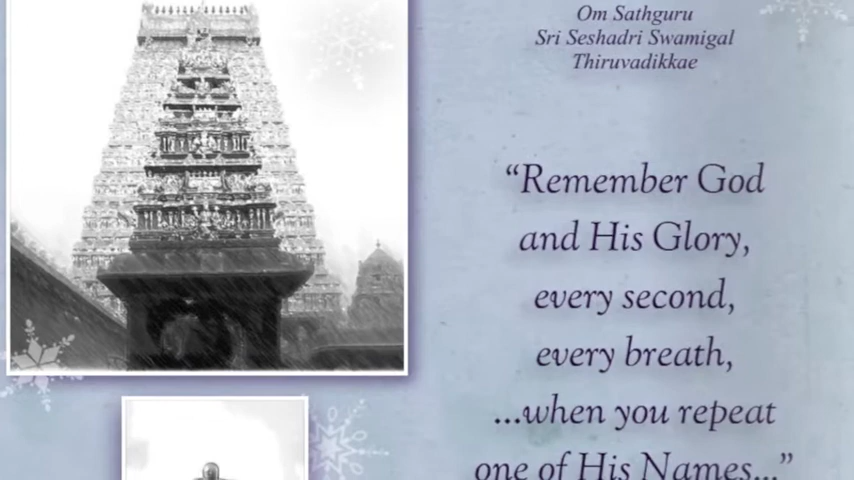 Om Sathguru
Sri Seshadri Swamigal
Thiruvadikkae
“Remember God
and His Glory,
every second,
every breath,
...when you repeat
one of His Names...”